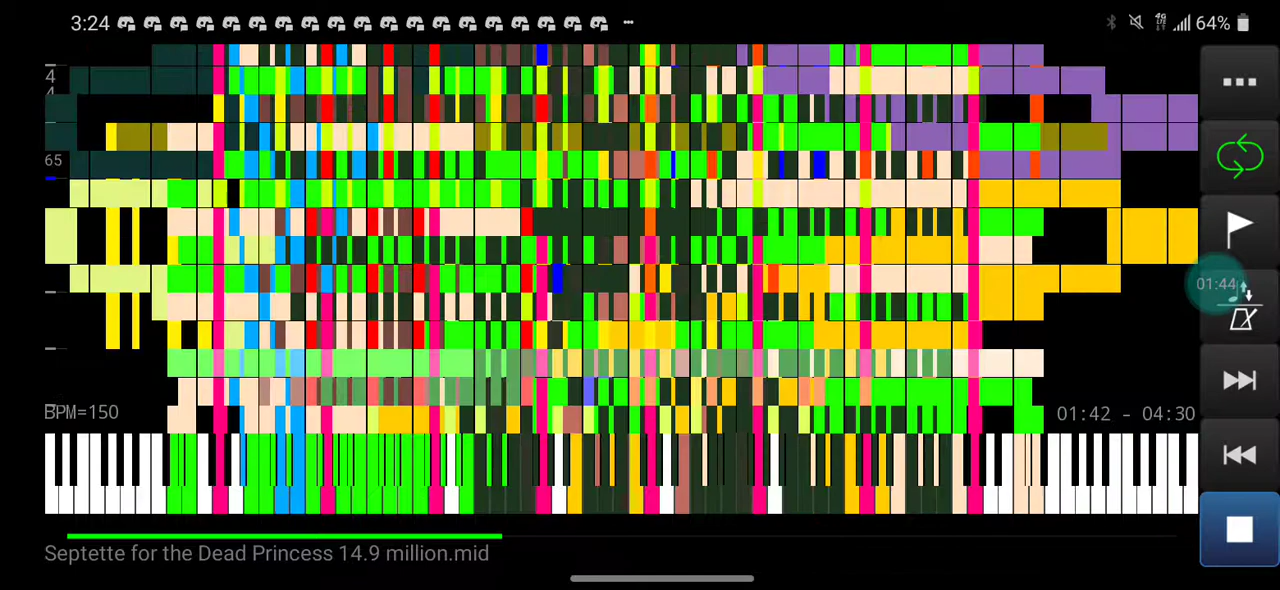 3:24
64%
4
4
65
01:44
BPM=150
01:42 - 04:30
Septette for the Dead Princess 14.9 million.mid